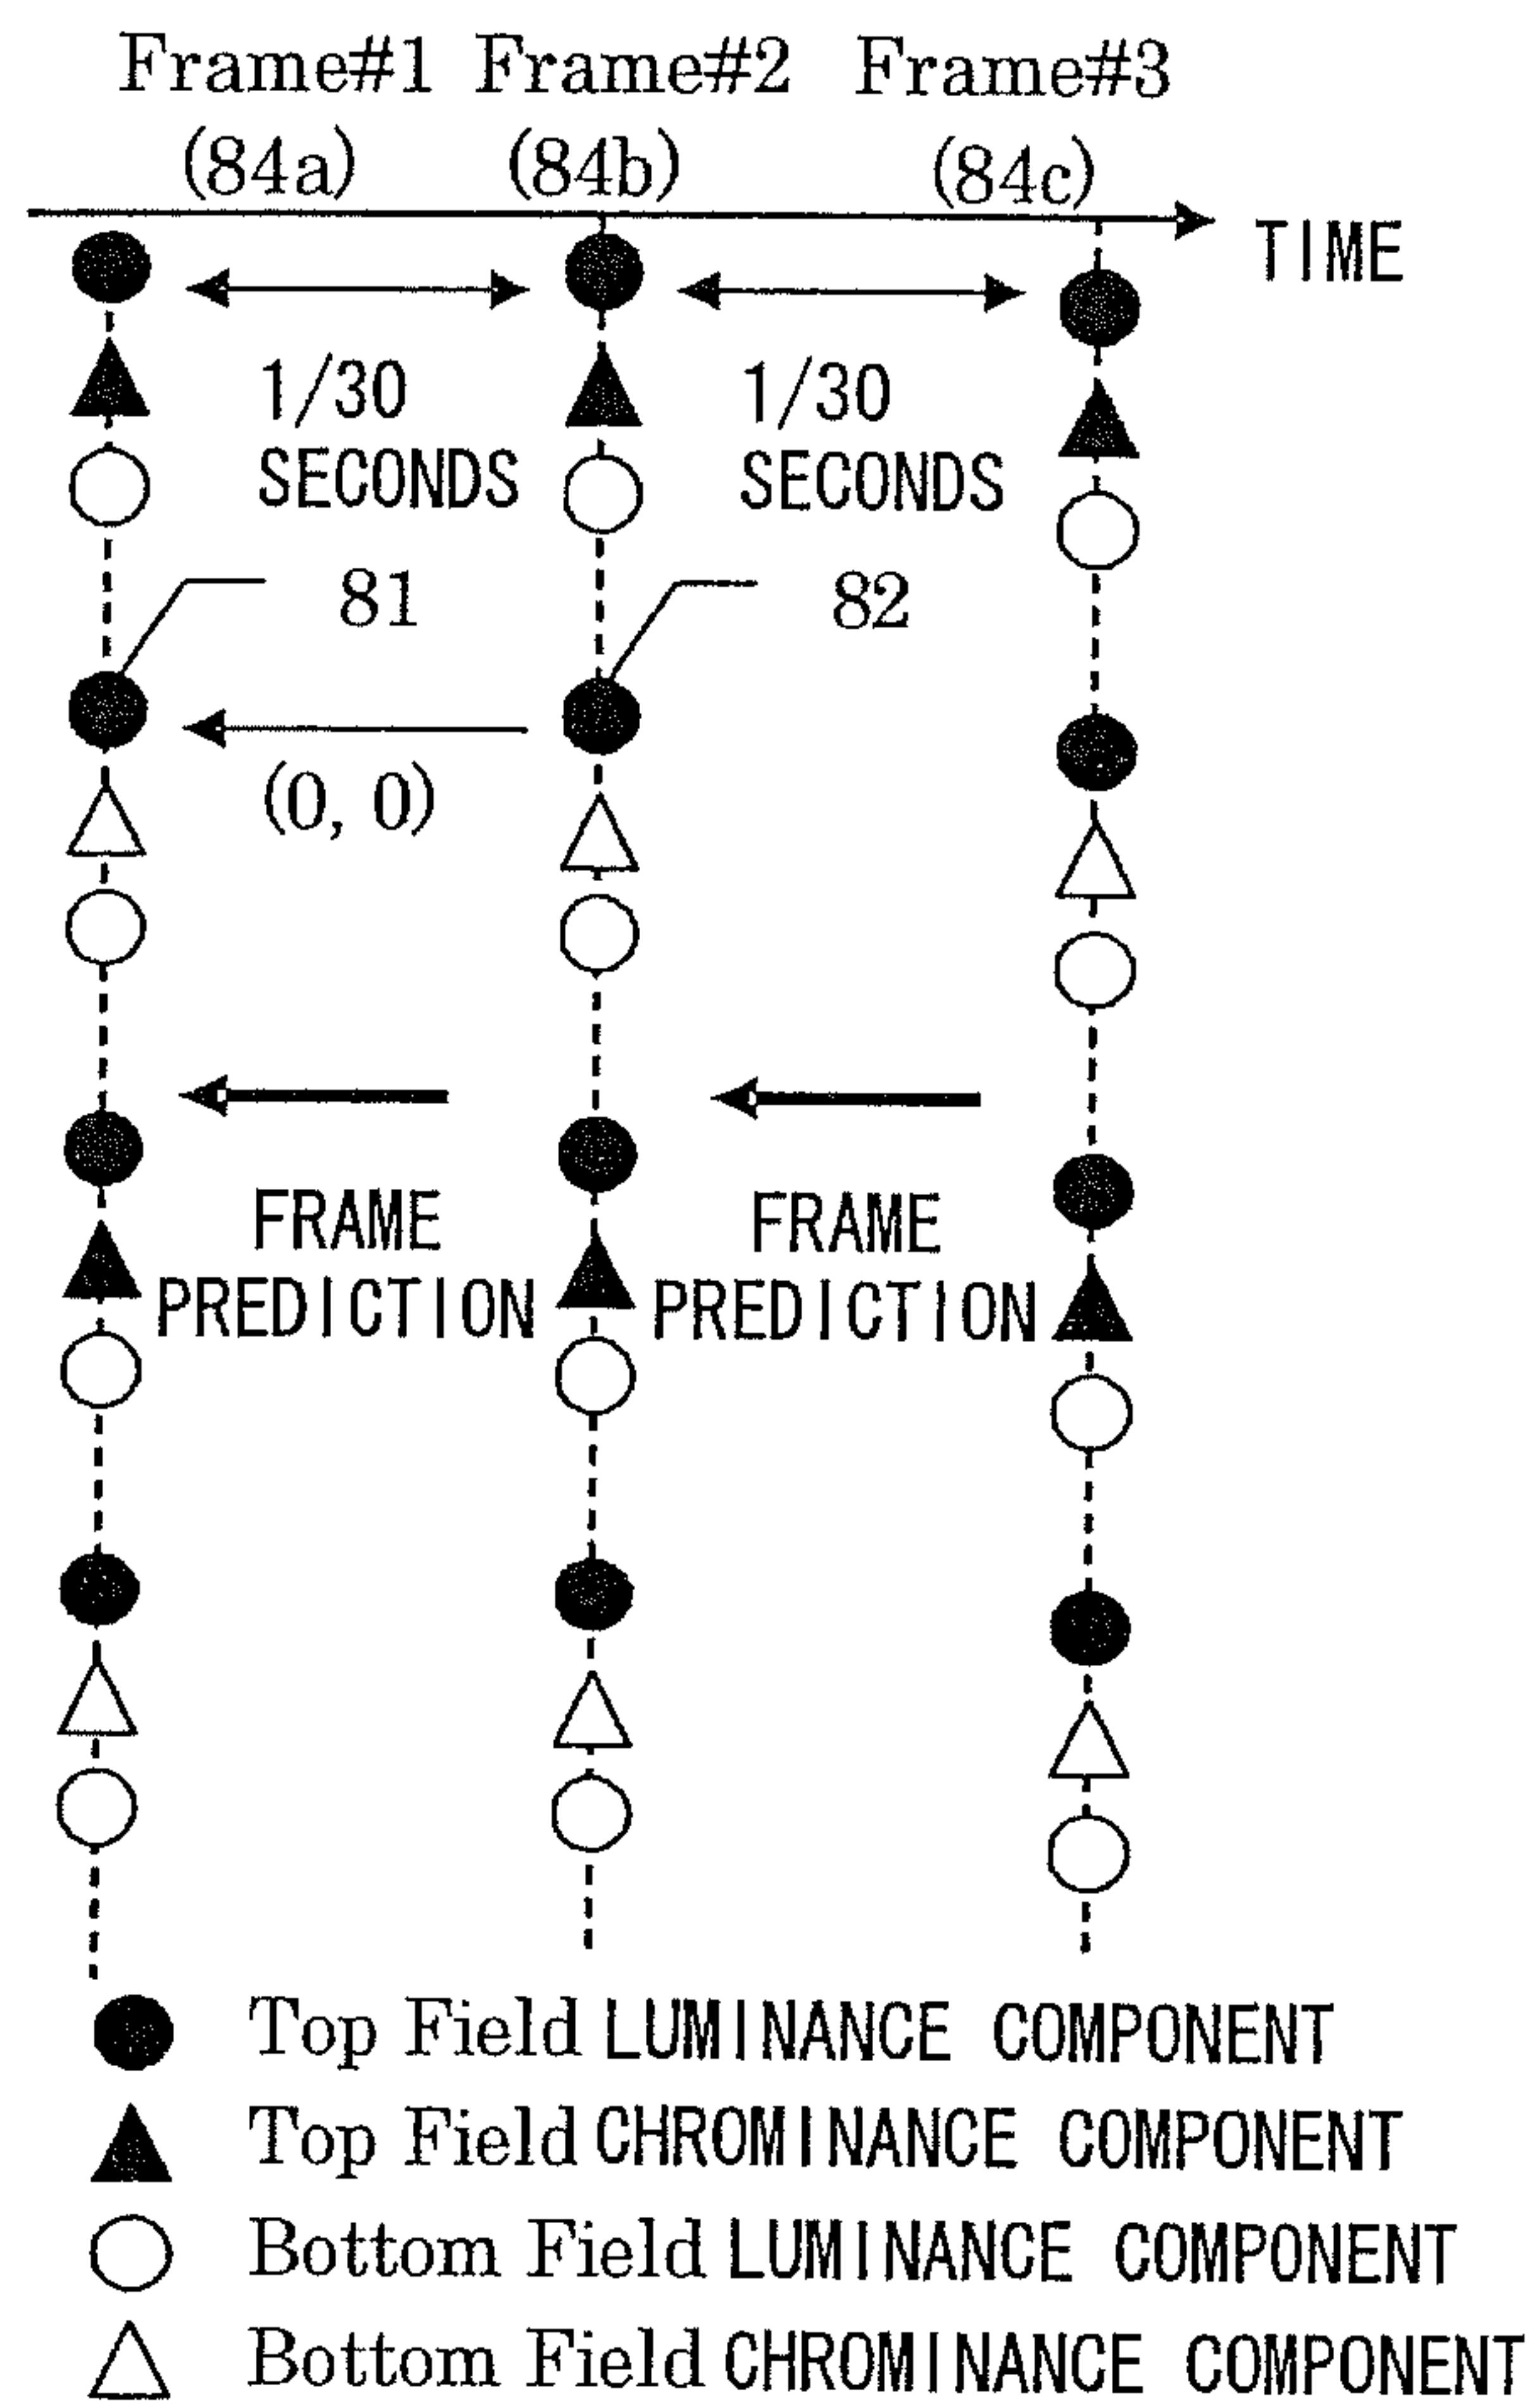 Frame#1 Frame#2 Frame#3
(84a) (84b) (84c)
TIME
1/30 1/30
SECONDS SECONDS
81 82
(0, 0)
FRAME FRAME
PREDICTION PREDICTION
Top Field LUMINANCE COMPONENT
Top Field CHROMINANCE COMPONENT
Bottom Field LUMINANCE COMPONENT
Bottom Field CHROMINANCE COMPONENT